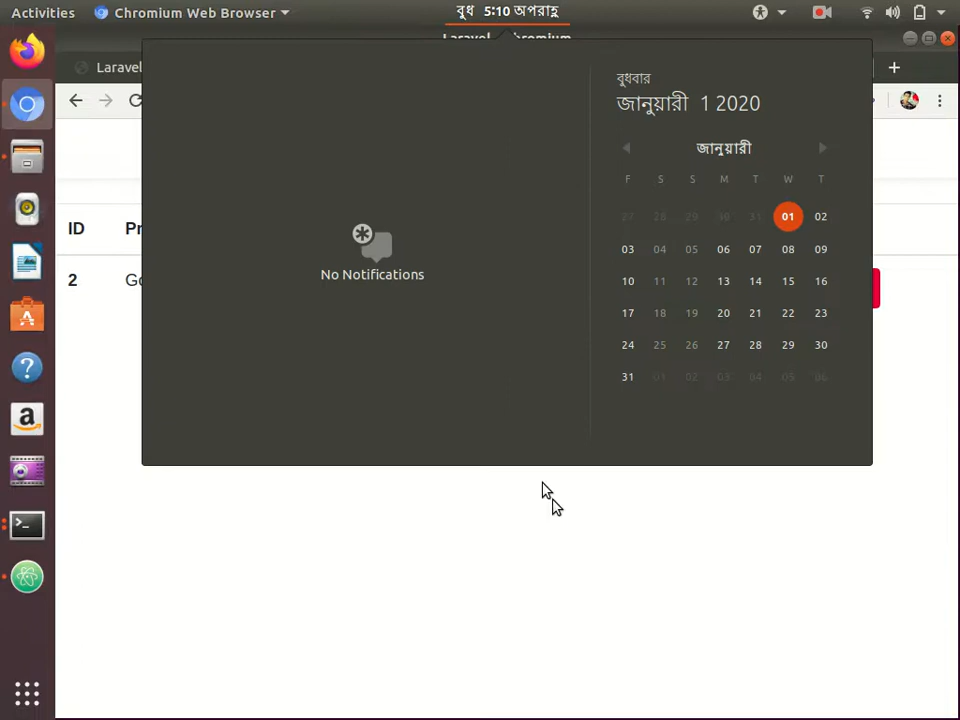 Activities
Chromium Web Browser
বুধ 5:10 অপরাহ্ণ
Laravel
বুধবার
জানুয়ারী 1 2020
জানুয়ারী
F S S M T W T
27 28 29 30 31 01 02
03 04 05 06 07 08 09
10 11 12 13 14 15 16
17 18 19 20 21 22 23
24 25 26 27 28 29 30
31 01 02 03 04 05 06
No Notifications
ID
2